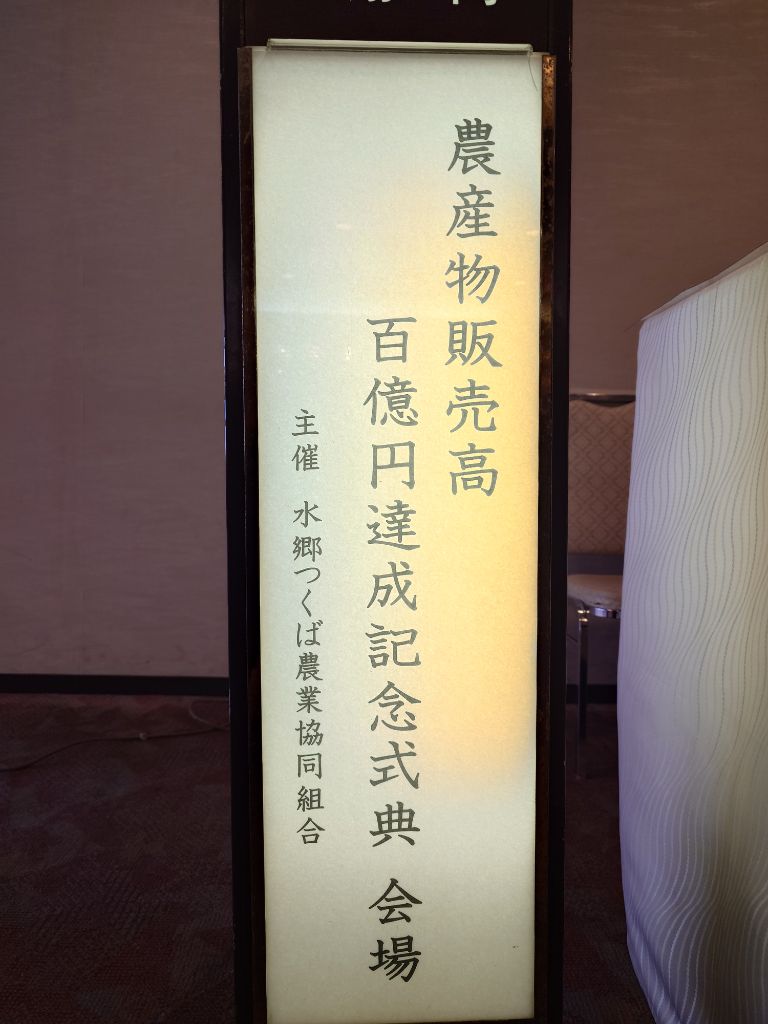 農産物販売高
百億円達成記念式典 会場
主催 水郷つくば農業協同組合